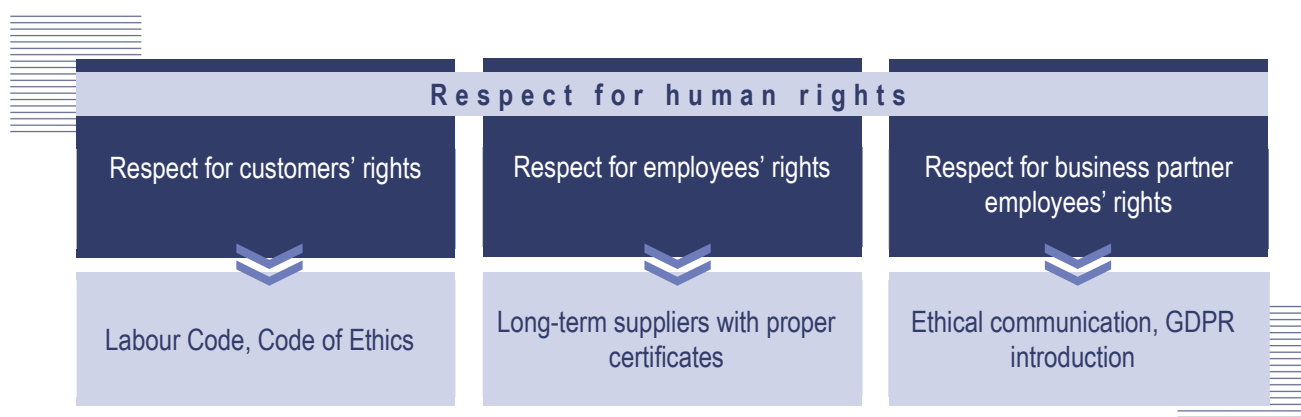 Respect for human rights
Respect for customers’ rights
Respect for employees’ rights
Respect for business partner
employees’ rights
Labour Code, Code of Ethics
Long-term suppliers with proper
certificates
Ethical communication, GDPR
introduction